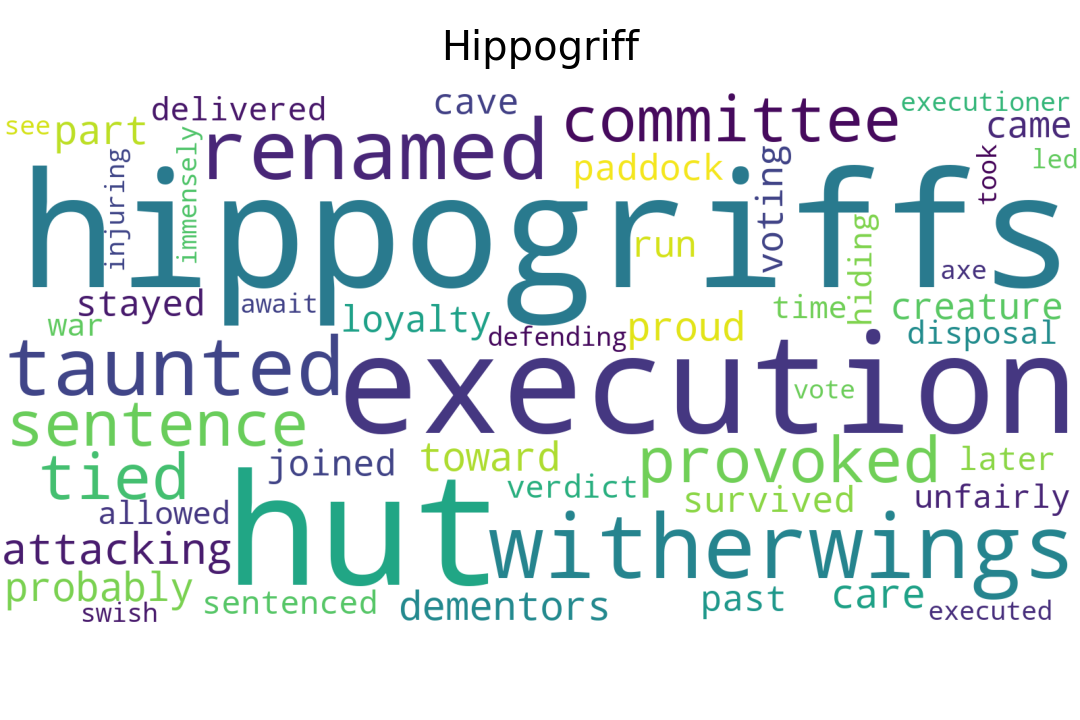 Hippogriff
delivered
cave
committee
executioner
see
part
renamed
came
injuring
immensely
paddock
voting
took
led
hippogriffs
run
hiding
axe
stayed
await
loyalty
defending
proud
time
creature
war
disposal
taunted
execution
vote
sentence
tied
joined
toward
provoked
later
verdict
survived
unfairly
allowed
hut
attacking
witherwings
probably
sentenced
dementors
past
care
swish
executed